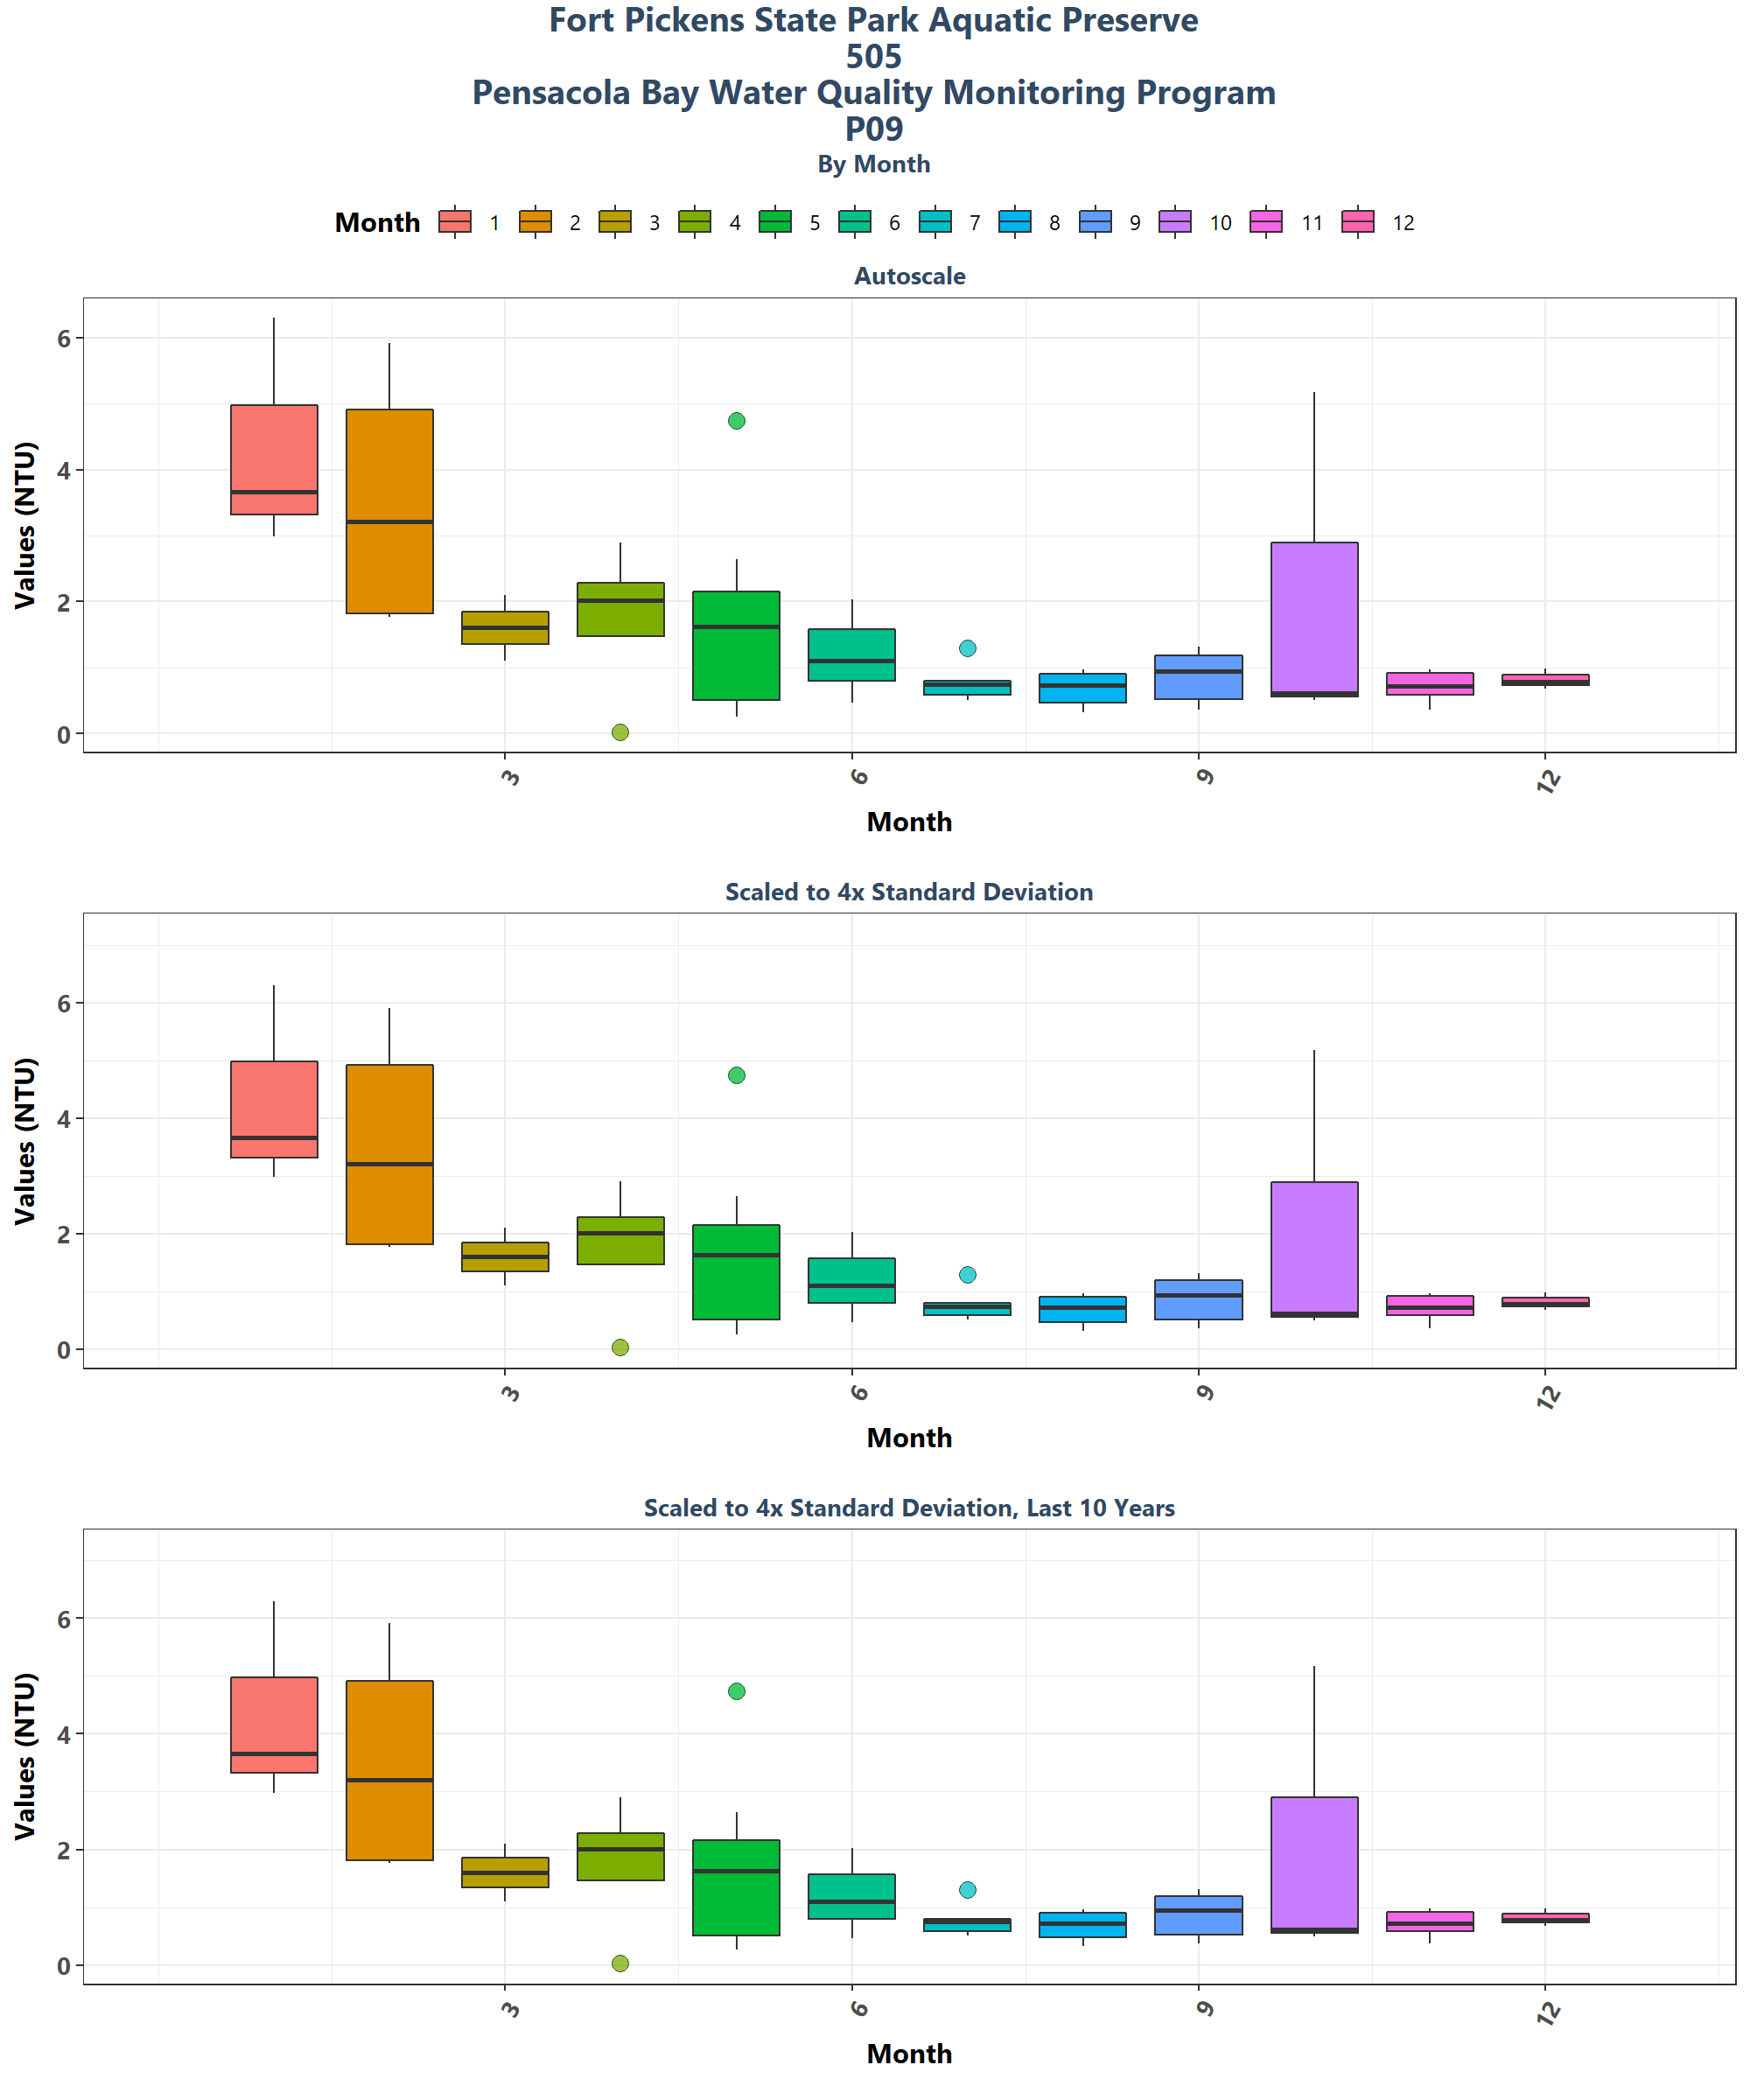 Fort Pickens State Park Aquatic Preserve
505
Pensacola Bay Water Quality Monitoring Program
P09
By Month
Month 1 2 3 4 5 6 7 8 9 10 11 12
Autoscale
Values (NTU)
6
4
2
0
3 6 9 12
Month
Scaled to 4x Standard Deviation
Values (NTU)
6
4
2
0
3 6 9 12
Month
Scaled to 4x Standard Deviation, Last 10 Years
Values (NTU)
6
4
2
0
3 6 9 12
Month